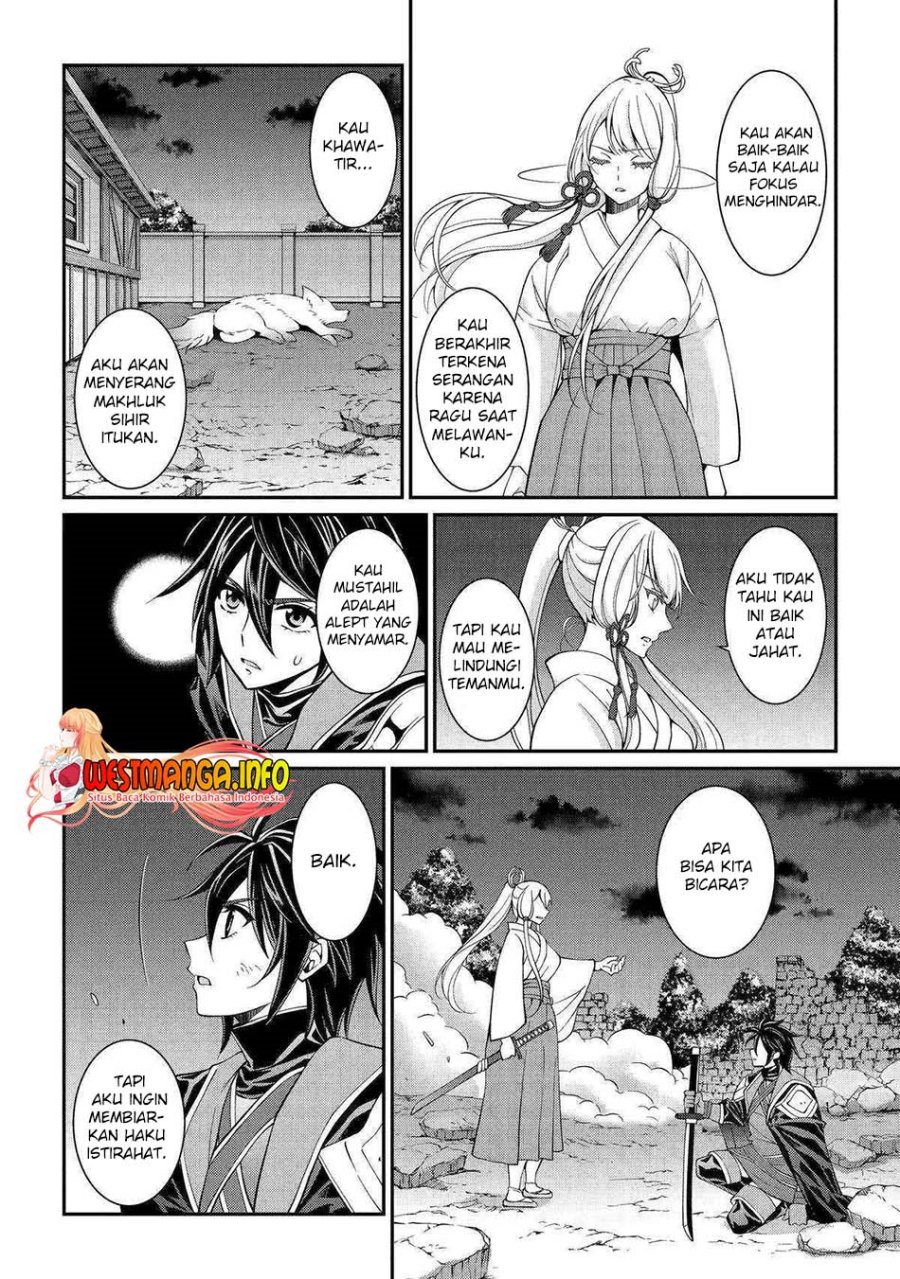 KAU AKAN
BAIK-BAIK
SAJA KALAU
FOKUS
MENGHINDAR.
KAU
BERAKHIR
TERKENA
SERANGAN
KARENA
RAGU SAAT
MELAWAN-
KU.
KAU
KHAWA-
TIR...
AKU AKAN
MENYERANG
MAKHLUK
SIHIR
ITUKAN.
AKU TIDAK
TAHU KAU
INI BAIK
ATAU
JAHAT.
TAPI KAU
MAU ME-
LINDUNGI
TEMANMU.
KAU
MUSTAHIL
ADALAH
ALEPT YANG
MENYAMAR.
WESTMANGA.INFO
Situs Baca Komik Berbahasa Indonesia
APA
BISA KITA
BICARA?
BAIK.
TAPI
AKU INGIN
MEMBIAR-
KAN HAKU
ISTIRAHAT.